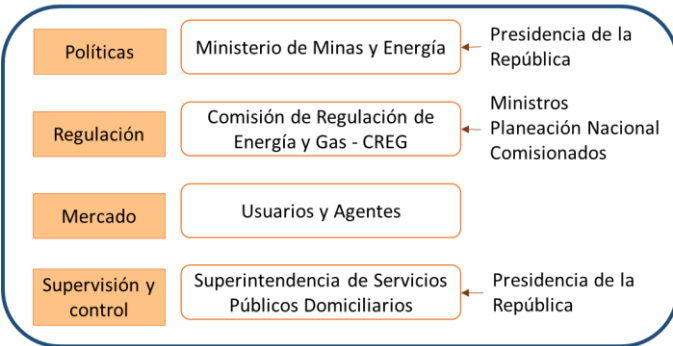 Políticas
Ministerio de Minas y Energía
Presidencia de la
República
Regulación
Comisión de Regulación de
Energía y Gas - CREG
Ministros
Planeación Nacional
Comisionados
Mercado
Usuarios y Agentes
Supervisión y
control
Superintendencia de Servicios
Públicos Domiciliarios
Presidencia de la
República